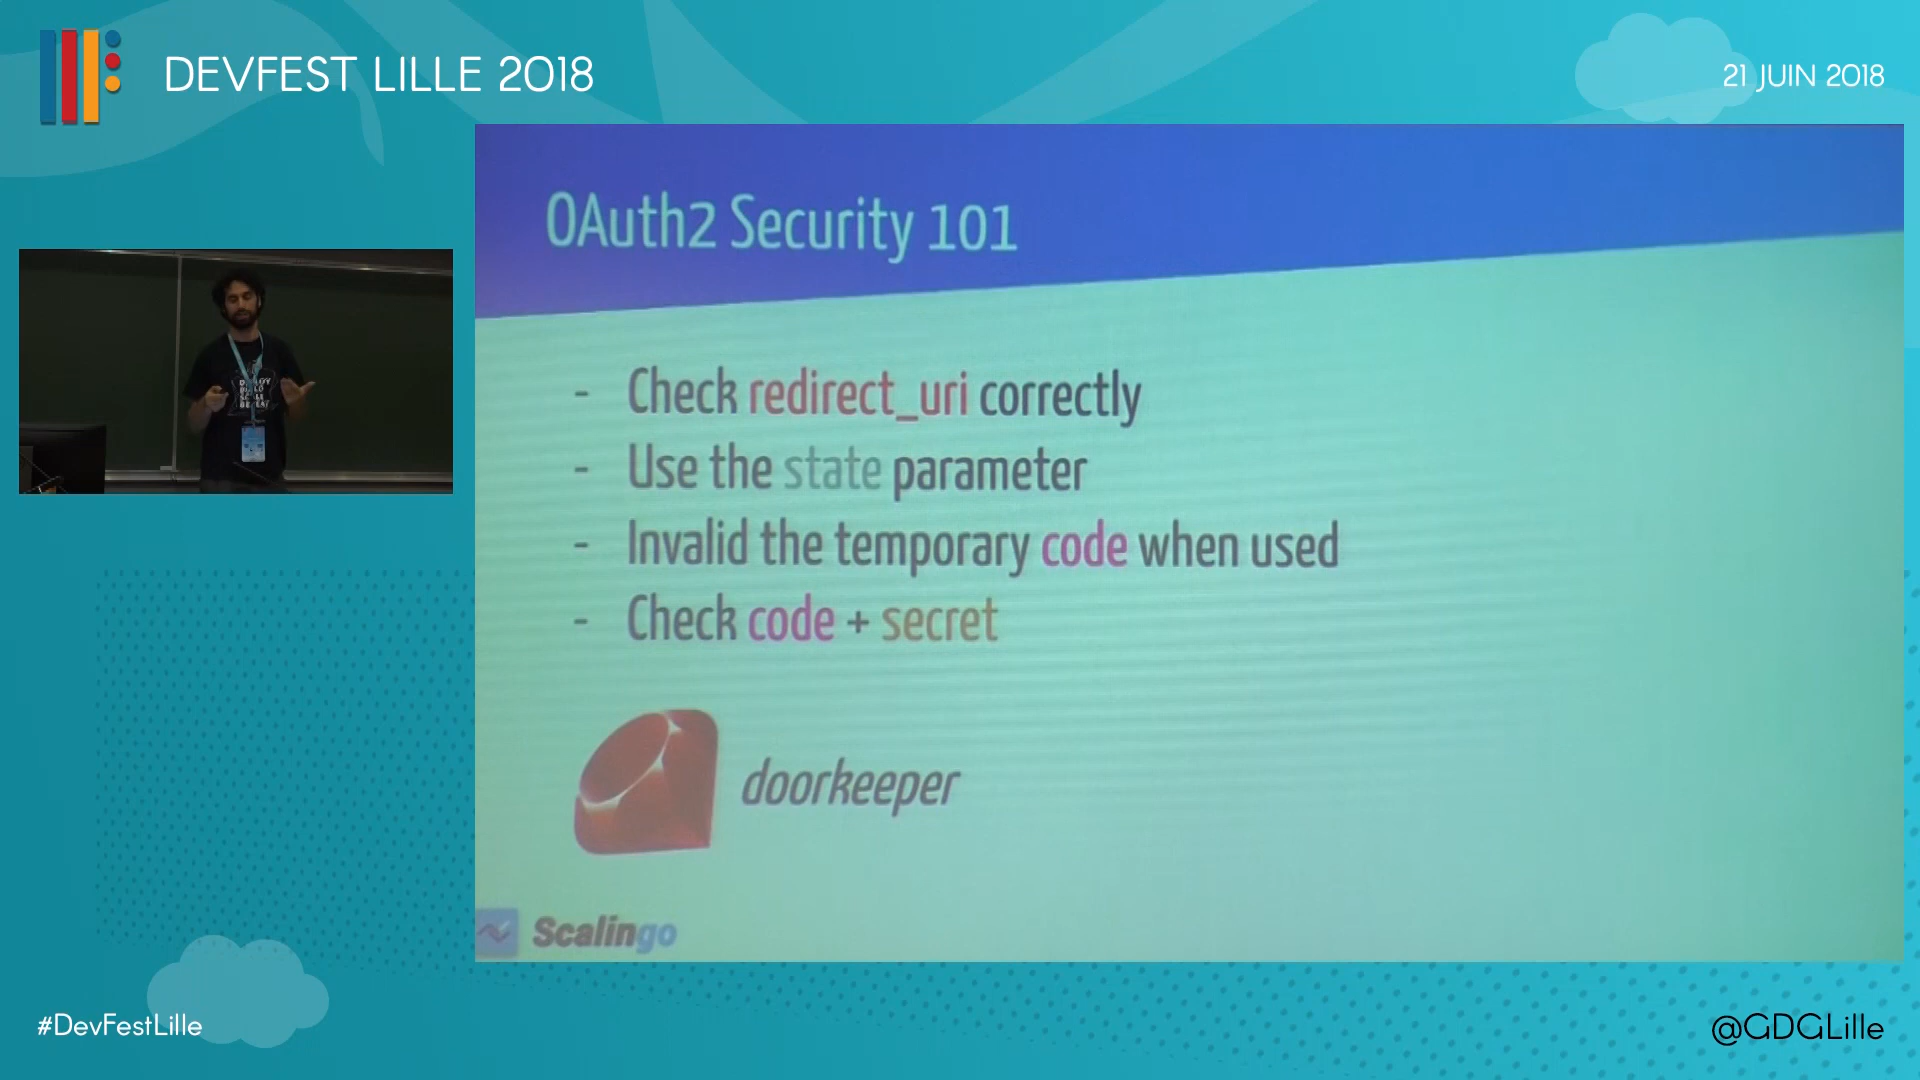 DEVFEST LILLE 2018
21 JUIN 2018
OAuth2 Security 101
- Check redirect_uri correctly
- Use the state parameter
- Invalid the temporary code when used
- Check code + secret
doorkeeper
Scalingo
#DevFestLille
@GDGLille